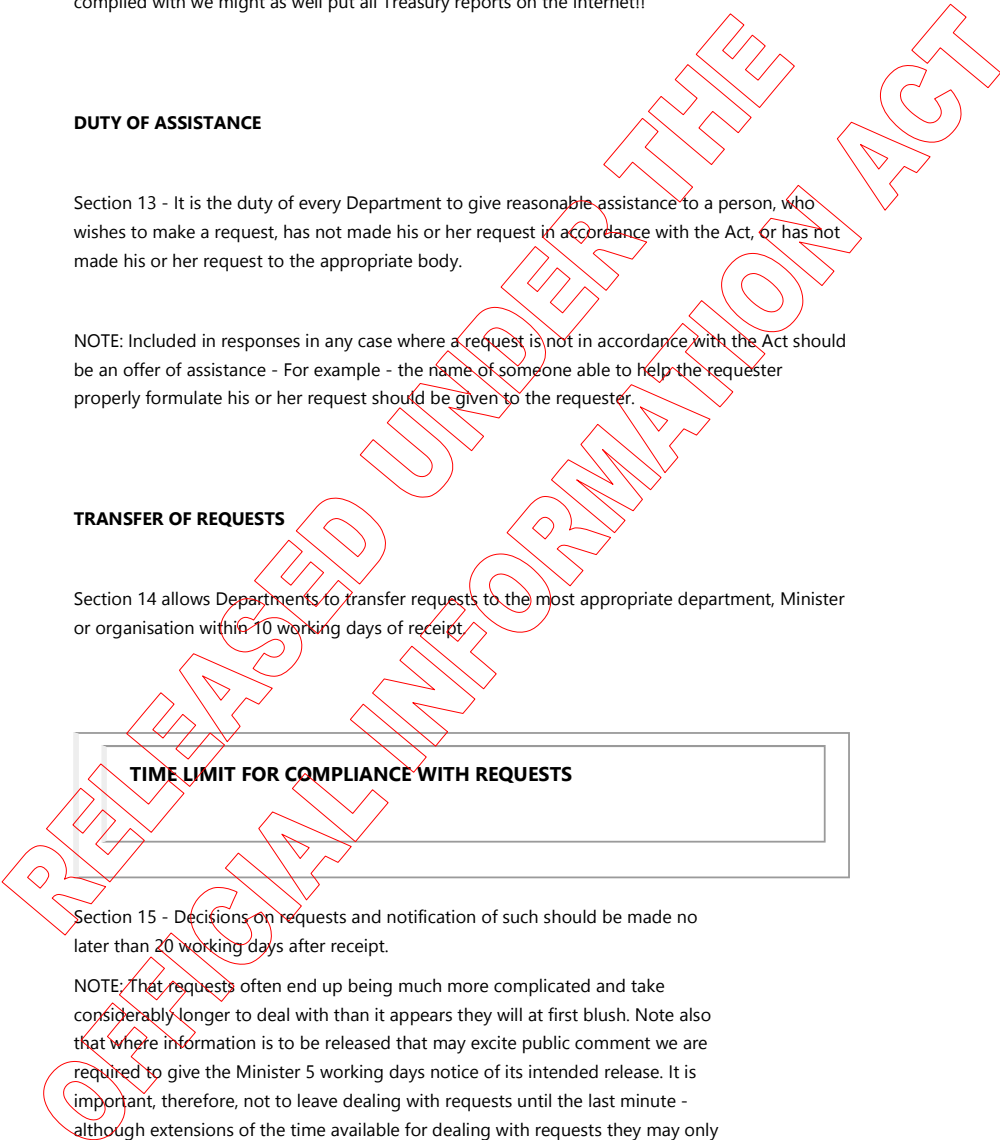 complied with we might as well put all Treasury reports on the internet!!
DUTY OF ASSISTANCE
Section 13 - It is the duty of every Department to give reasonable assistance to a person, who
wishes to make a request, has not made his or her request in accordance with the Act, or has not
made his or her request to the appropriate body.
NOTE: Included in responses in any case where a request is not in accordance with the Act should
be an offer of assistance - For example - the name of someone able to help the requester
properly formulate his or her request should be given to the requester.
TRANSFER OF REQUESTS
Section 14 allows Departments to transfer requests to the most appropriate department, Minister
or organisation within 10 working days of receipt.
TIME LIMIT FOR COMPLIANCE WITH REQUESTS
Section 15 - Decisions on requests and notification of such should be made no
later than 20 working days after receipt.
NOTE: That requests often end up being much more complicated and take
considerably longer to deal with than it appears they will at first blush. Note also
that where information is to be released that may excite public comment we are
required to give the Minister 5 working days notice of its intended release. It is
important, therefore, not to leave dealing with requests until the last minute -
although extensions of the time available for dealing with requests they may only
RELEASED UNDER THE
OFFICIAL INFORMATION ACT